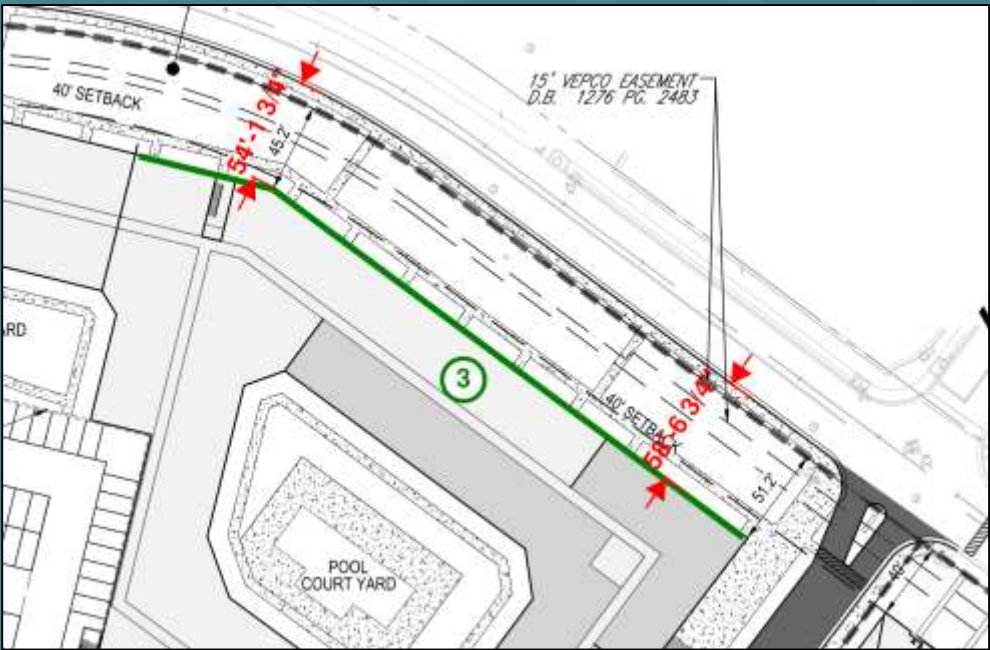 40' SETBACK
54'-1 3/4"
45.2'
15' VEPCO EASEMENT
D.B. 1276 PG. 2483
3
40' SETBACK
58'-6 3/4"
51.2'
POOL
COURT YARD
40'